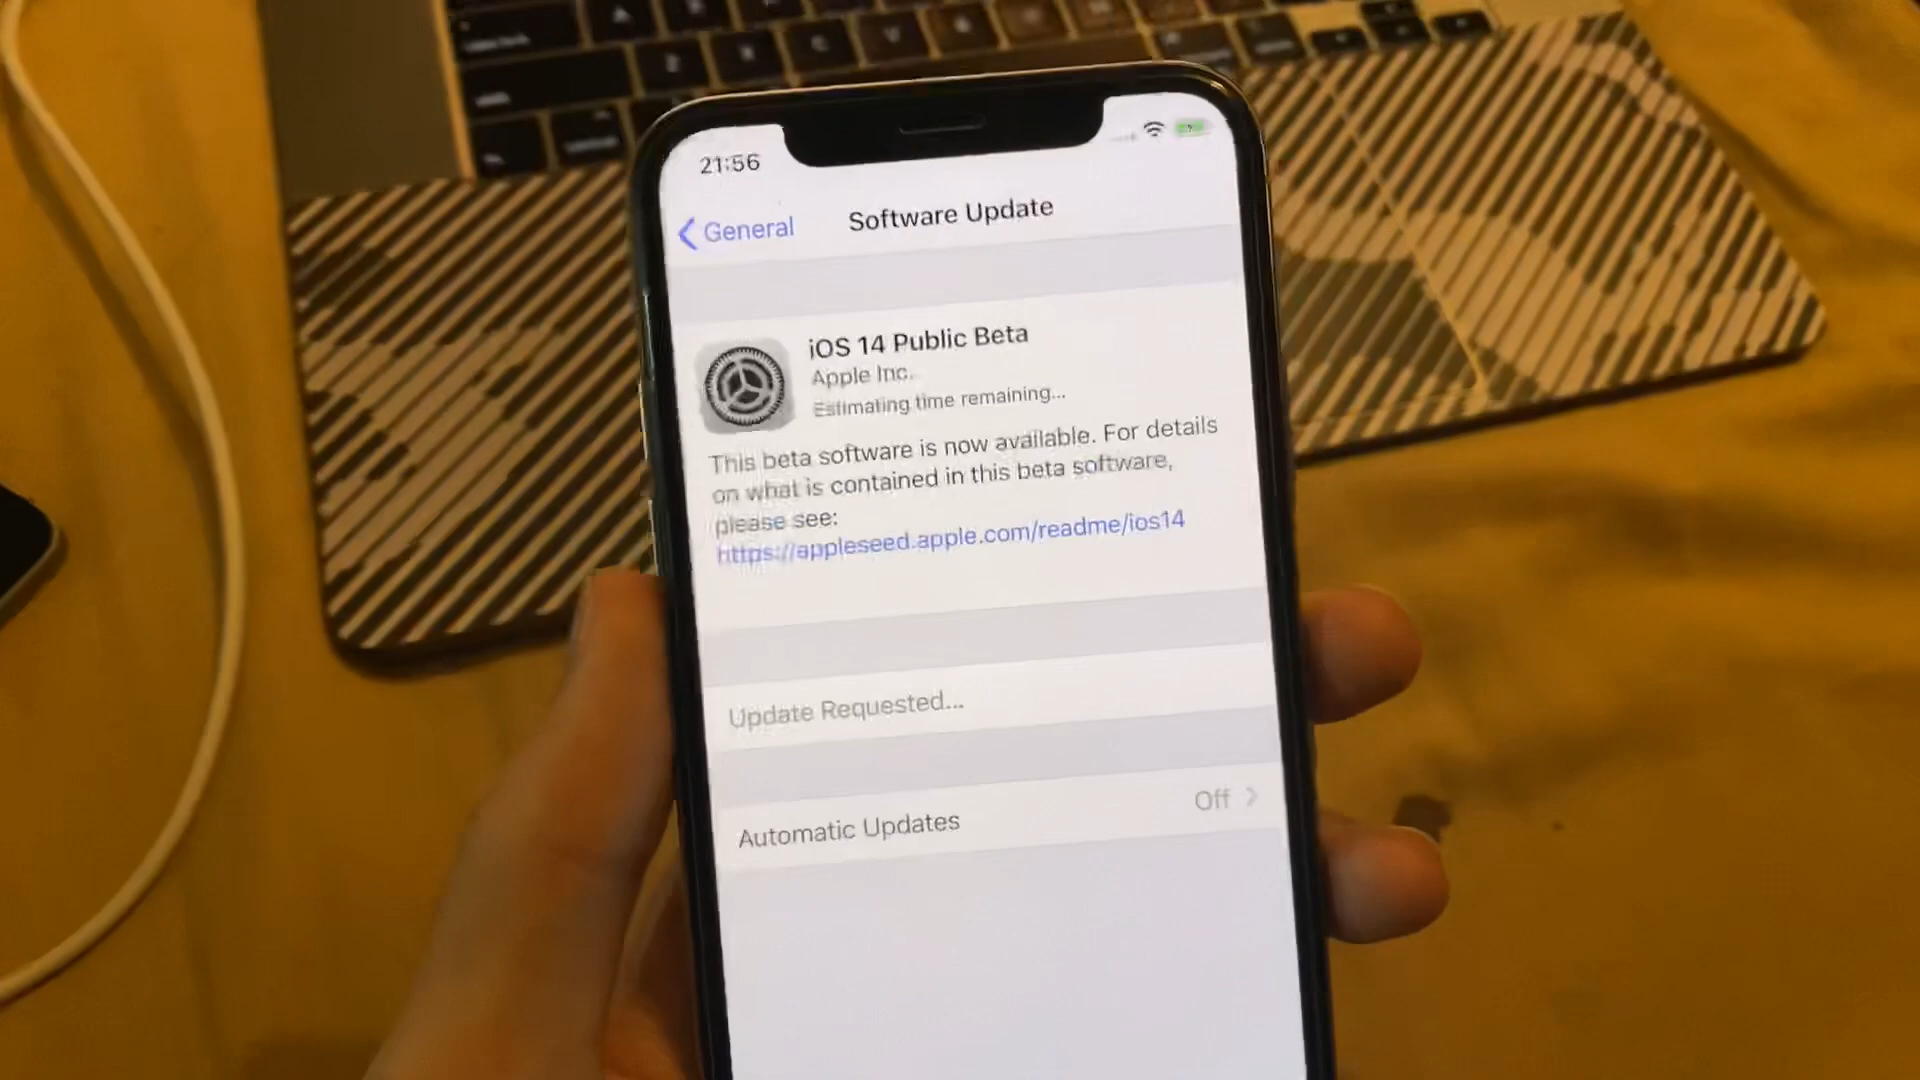 21:56
General
Software Update
iOS 14 Public Beta
Apple Inc.
Estimating time remaining...
This beta software is now available. For details
on what is contained in this beta software,
please see:
https://appleseed.apple.com/readme/ios14
Update Requested...
Automatic Updates
Off